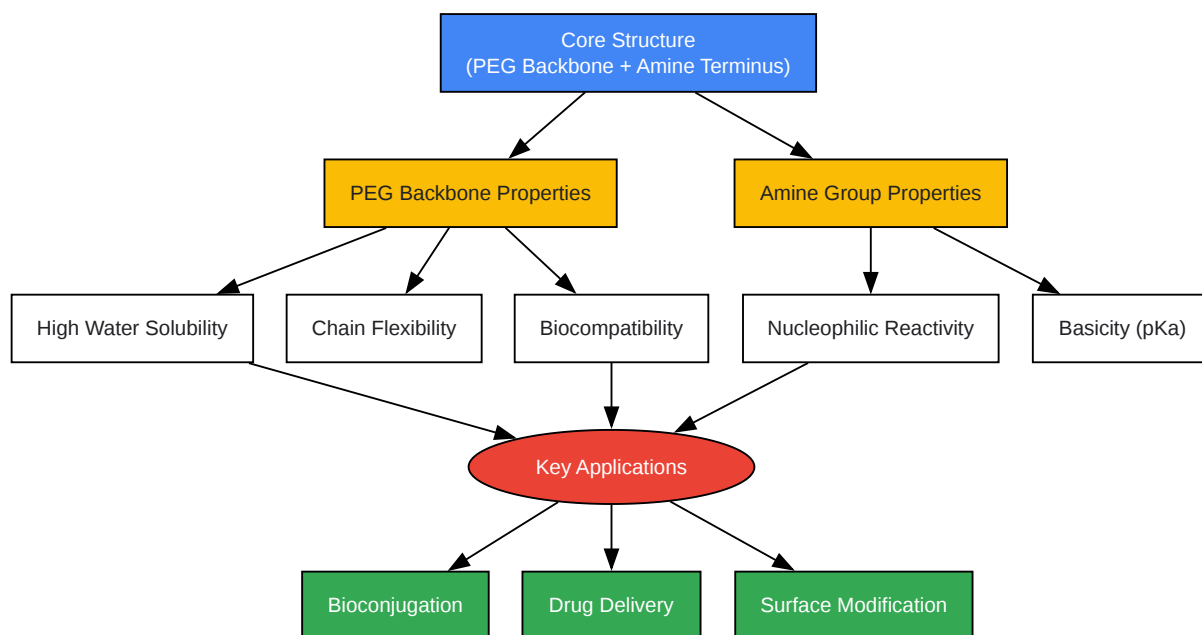 Core Structure
(PEG Backbone + Amine Terminus)
PEG Backbone Properties
Amine Group Properties
High Water Solubility
Chain Flexibility
Biocompatibility
Nucleophilic Reactivity
Basicity (pKa)
Key Applications
Bioconjugation
Drug Delivery
Surface Modification